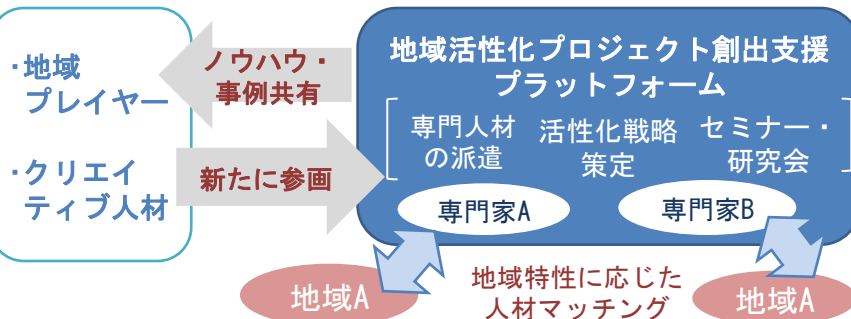 ・地域
プレイヤー
・クリエイ
ティブ人材
ノウハウ・
事例共有
新たに参画
地域活性化プロジェクト創出支援
プラットフォーム
専門人材
の派遣
活性化戦略
策定
セミナー・
研究会
専門家A
専門家B
地域A
地域特性に応じた
人材マッチング
地域A